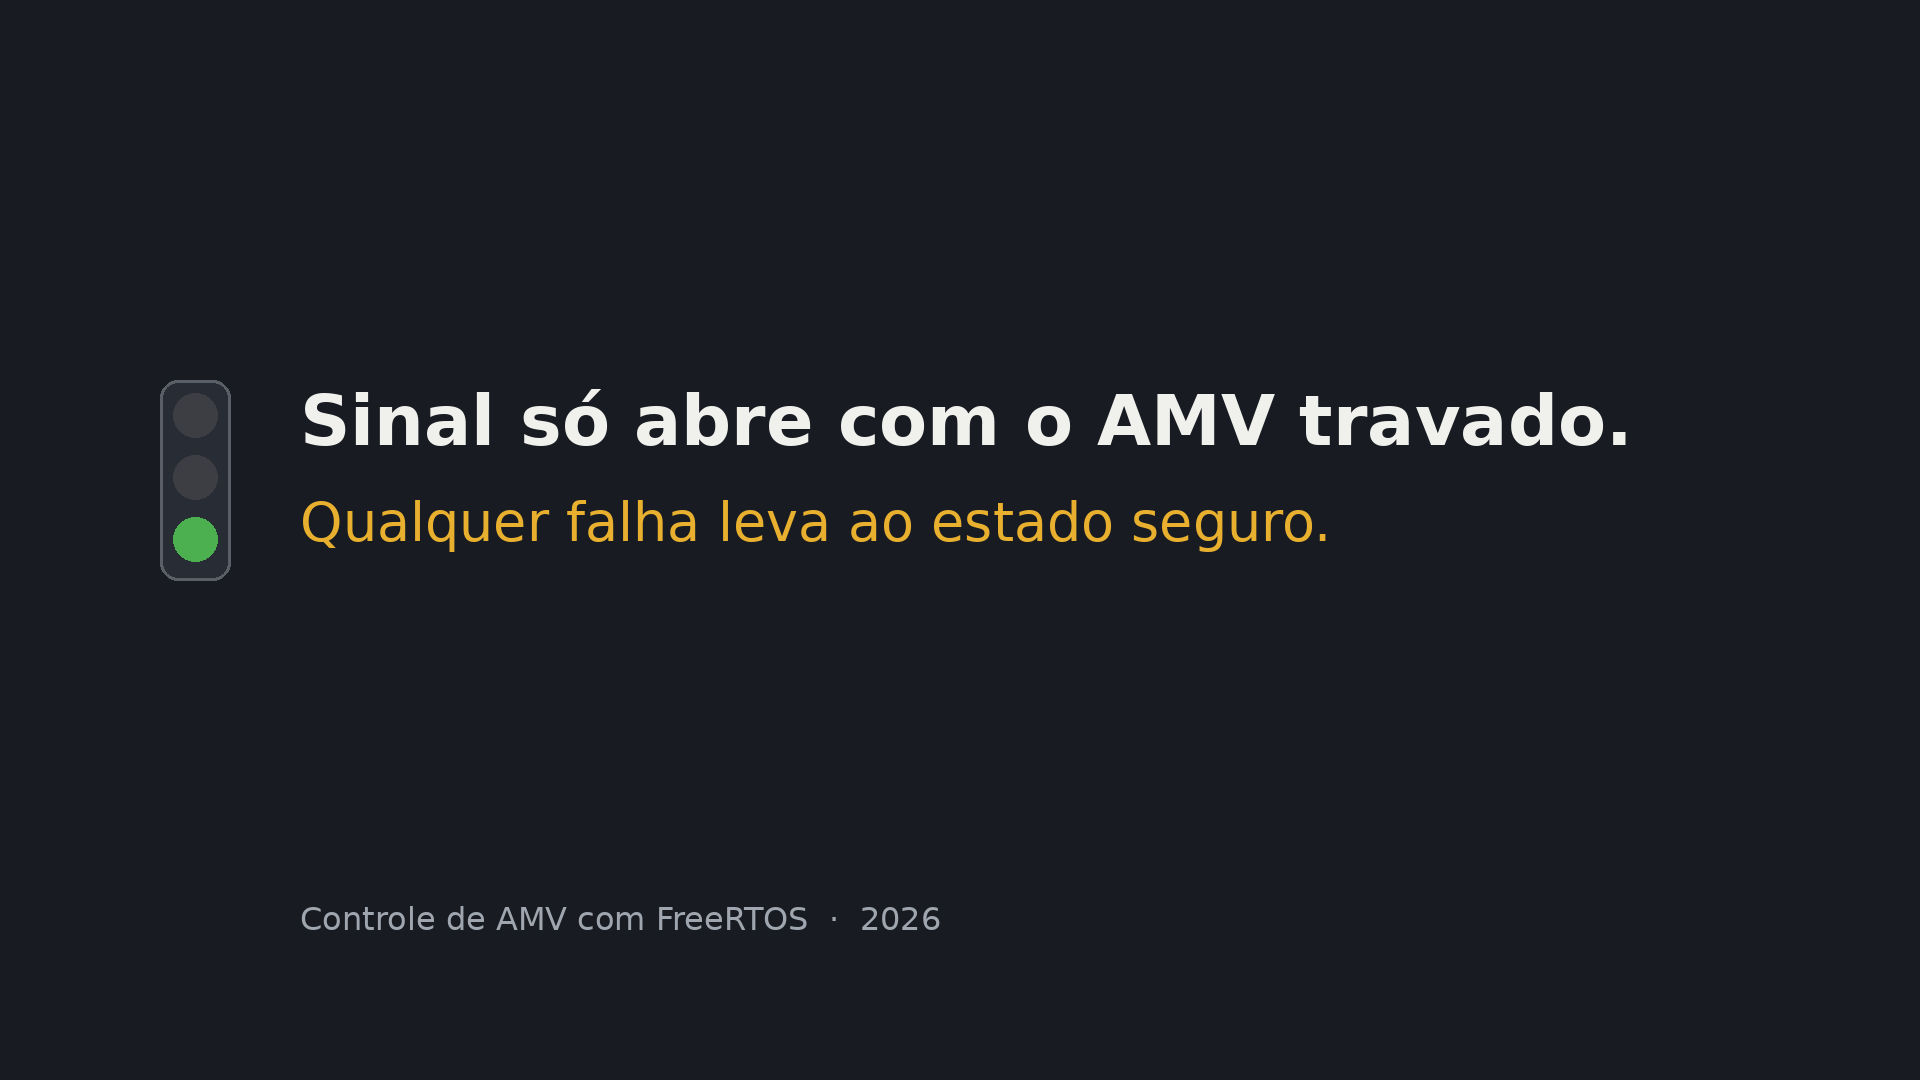 Sinal só abre com o AMV travado.
Qualquer falha leva ao estado seguro.
Controle de AMV com FreeRTOS · 2026